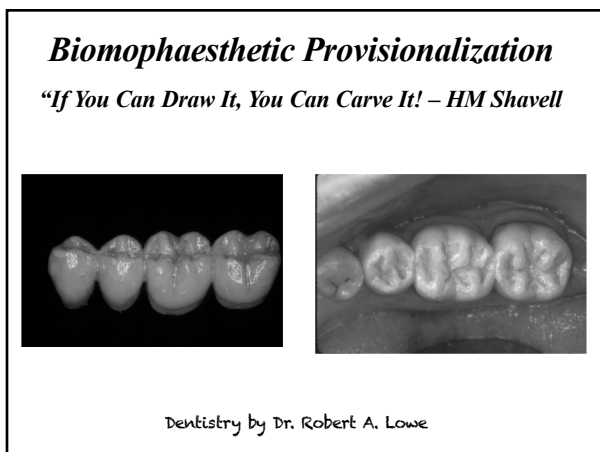 Biomophaesthetic Provisionalization
“If You Can Draw It, You Can Carve It! – HM Shavell
Dentistry by Dr. Robert A. Lowe